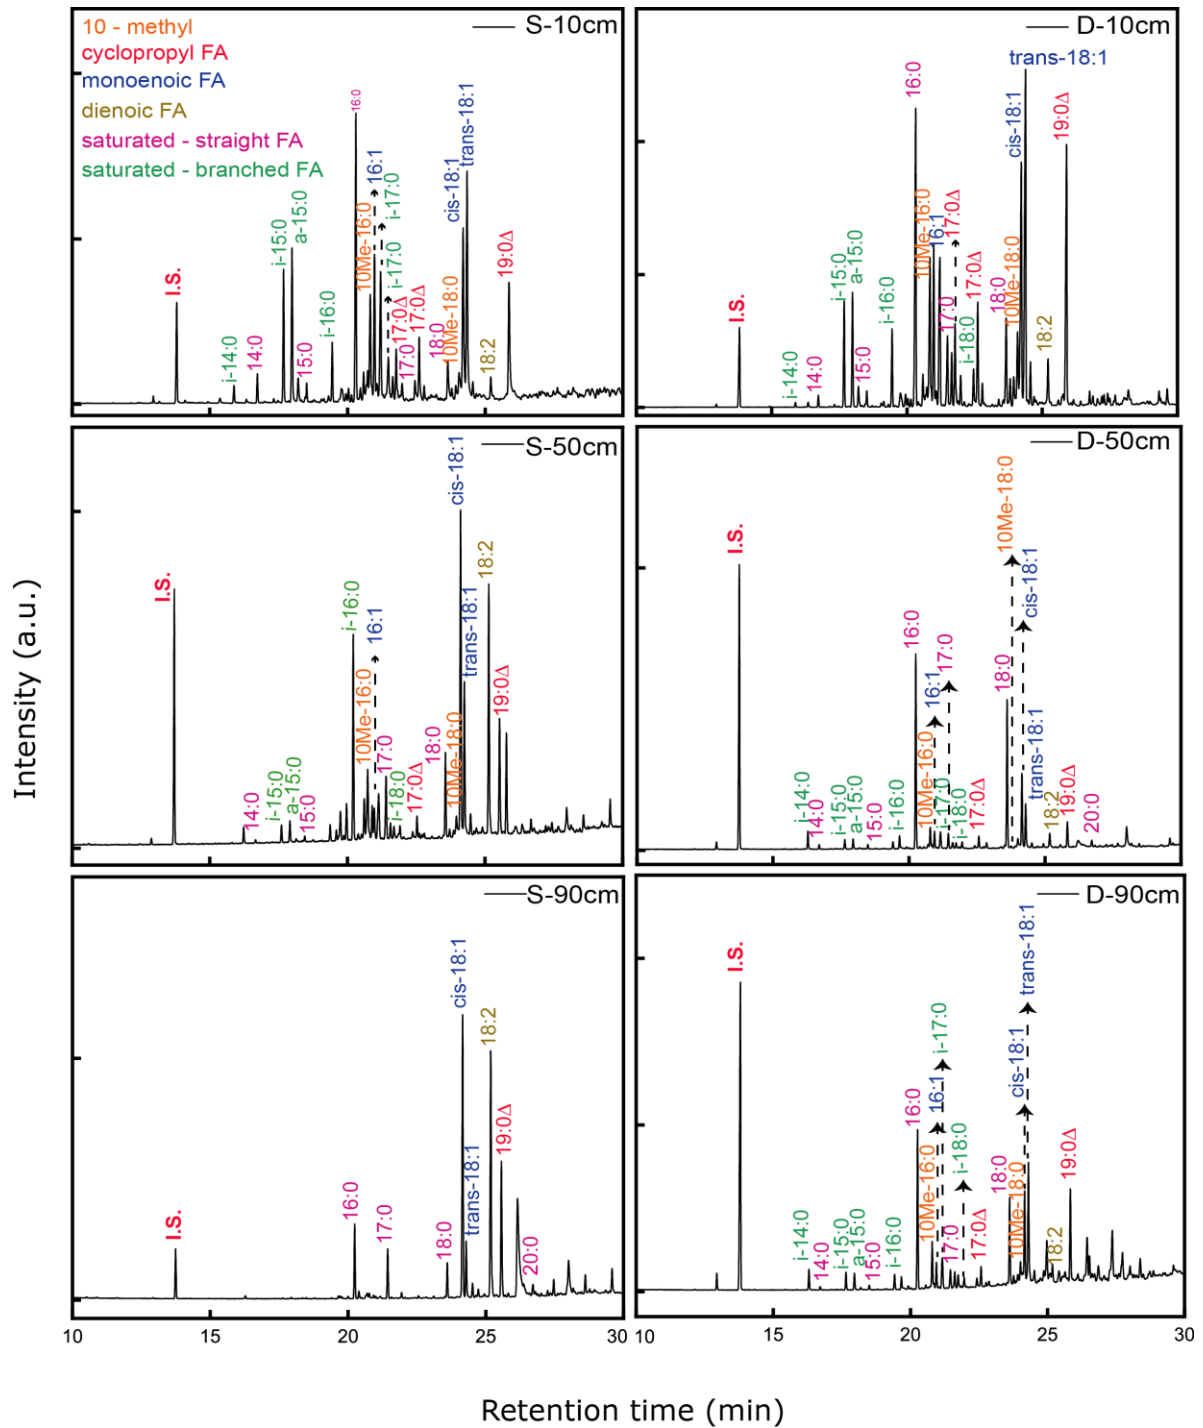 10 - methyl
cyclopropyl FA
monoenoic FA
dienoic FA
saturated - straight FA
saturated - branched FA
S-10cm
I.S.
i-14:0
14:0
i-15:0
a-15:0
15:0
i-16:0
16:0
10Me-16:0
16:1
i-17:0
i-17:0
17:0Δ
17:0
17:0Δ
18:0
10Me-18:0
cis-18:1
trans-18:1
18:2
19:0Δ
D-10cm
I.S.
i-14:0
14:0
i-15:0
a-15:0
15:0
i-16:0
16:0
10Me-16:0
16:1
17:0
17:0Δ
i-18:0
17:0Δ
18:0
10Me-18:0
cis-18:1
trans-18:1
18:2
19:0Δ
S-50cm
I.S.
14:0
i-15:0
a-15:0
15:0
i-16:0
10Me-16:0
16:1
17:0
i-18:0
17:0Δ
18:0
10Me-18:0
cis-18:1
trans-18:1
18:2
19:0Δ
D-50cm
I.S.
i-14:0
14:0
i-15:0
a-15:0
15:0
i-16:0
16:0
10Me-16:0
16:1
i-17:0
17:0
i-18:0
17:0Δ
18:0
10Me-18:0
cis-18:1
trans-18:1
18:2
19:0Δ
20:0
S-90cm
I.S.
16:0
17:0
18:0
cis-18:1
trans-18:1
18:2
19:0Δ
20:0
D-90cm
I.S.
i-14:0
14:0
i-15:0
a-15:0
15:0
i-16:0
16:0
10Me-16:0
16:1
i-17:0
17:0
i-18:0
17:0Δ
18:0
10Me-18:0
cis-18:1
trans-18:1
18:2
19:0Δ
10 15 20 25 30
10 15 20 25 30
Intensity (a.u.)
Retention time (min)